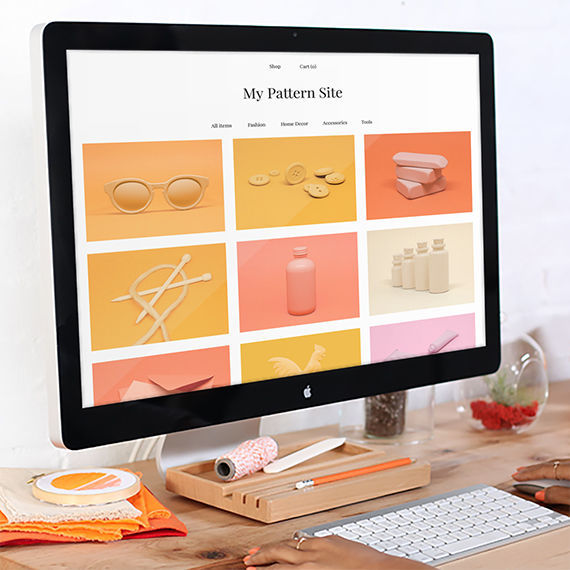 Shop Cart (0)
My Pattern Site
All items Fashion Home Decor Accessories Tools